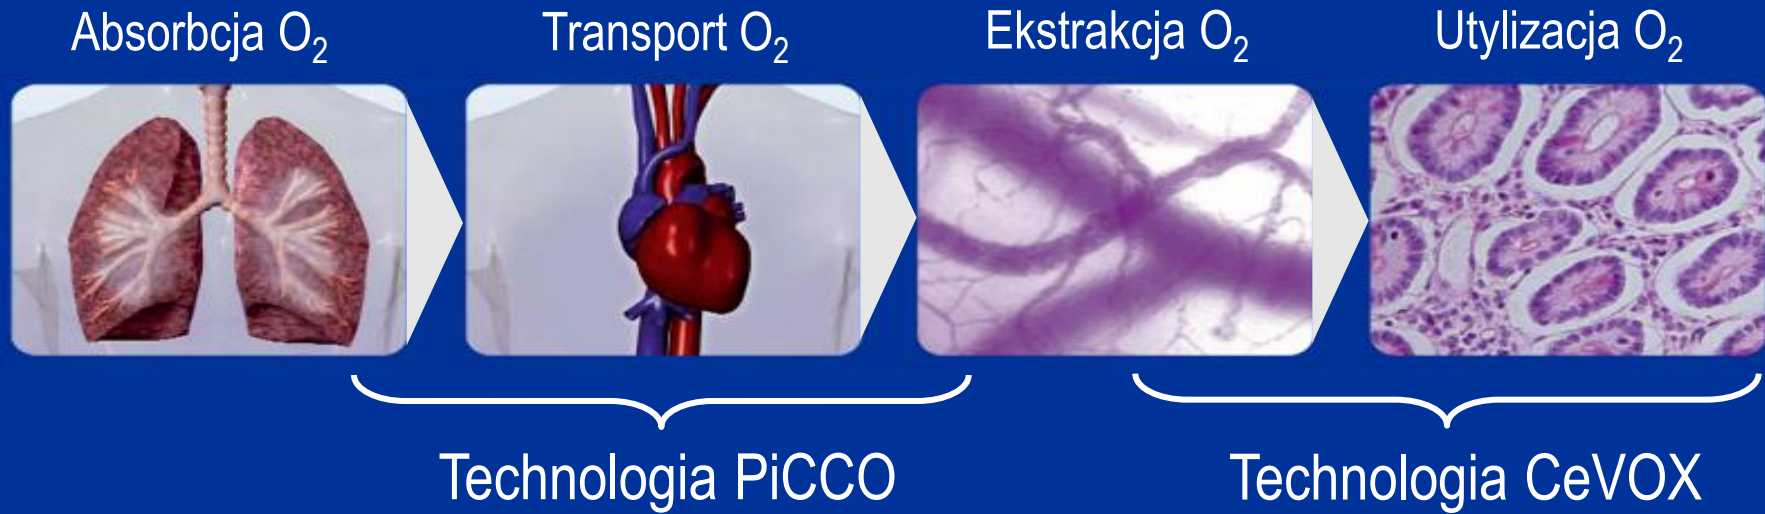 Absorbcja O₂ Transport O₂ Ekstrakcja O₂ Utylizacja O₂
Technologia PiCCO Technologia CeVOX